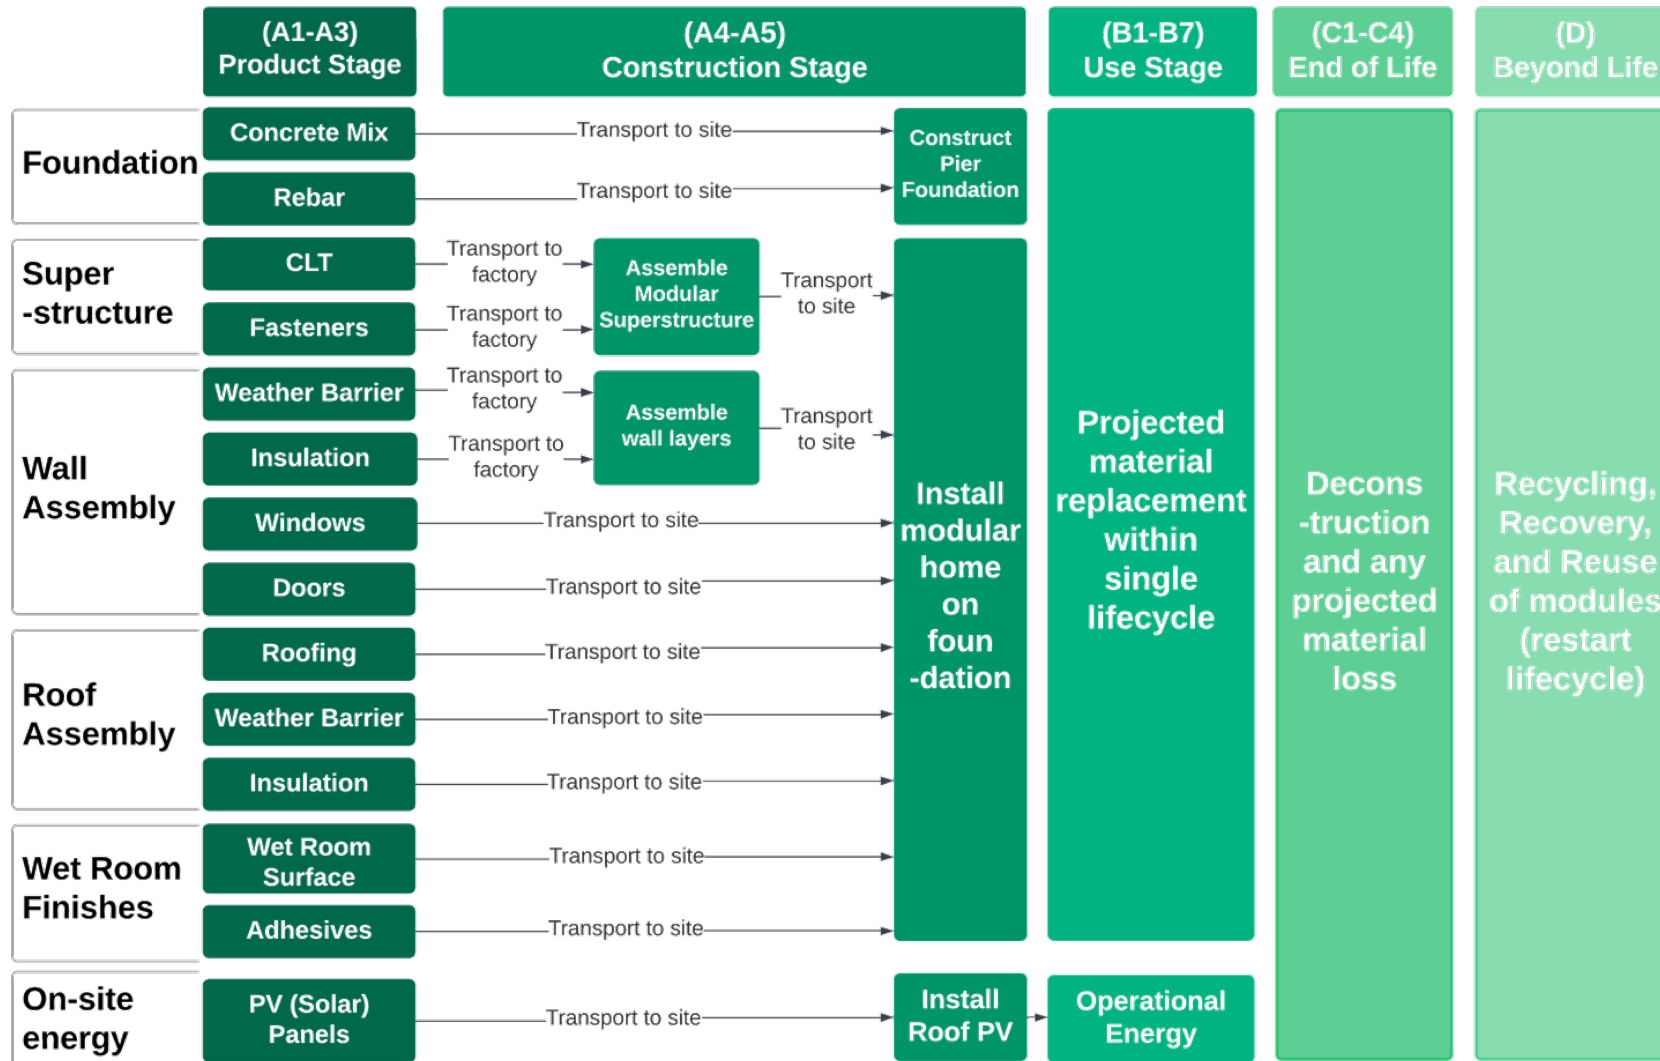 (A1-A3)
Product Stage
(A4-A5)
Construction Stage
(B1-B7)
Use Stage
(C1-C4)
End of Life
(D)
Beyond Life
Foundation
Concrete Mix
Transport to site
Rebar
Transport to site
Construct
Pier
Foundation
Super
-structure
CLT
Transport to
factory
Fasteners
Transport to
factory
Assemble
Modular
Superstructure
Transport
to site
Wall
Assembly
Weather Barrier
Transport to
factory
Insulation
Transport to
factory
Assemble
wall layers
Transport
to site
Windows
Transport to site
Doors
Transport to site
Roof
Assembly
Roofing
Transport to site
Weather Barrier
Transport to site
Insulation
Transport to site
Wet Room
Finishes
Wet Room
Surface
Transport to site
Adhesives
Transport to site
Install
modular
home
on
foun
-dation
Projected
material
replacement
within
single
lifecycle
Decons
-truction
and any
projected
material
loss
Recycling,
Recovery,
and Reuse
of modules
(restart
lifecycle)
On-site
energy
PV (Solar)
Panels
Transport to site
Install
Roof PV
Operational
Energy